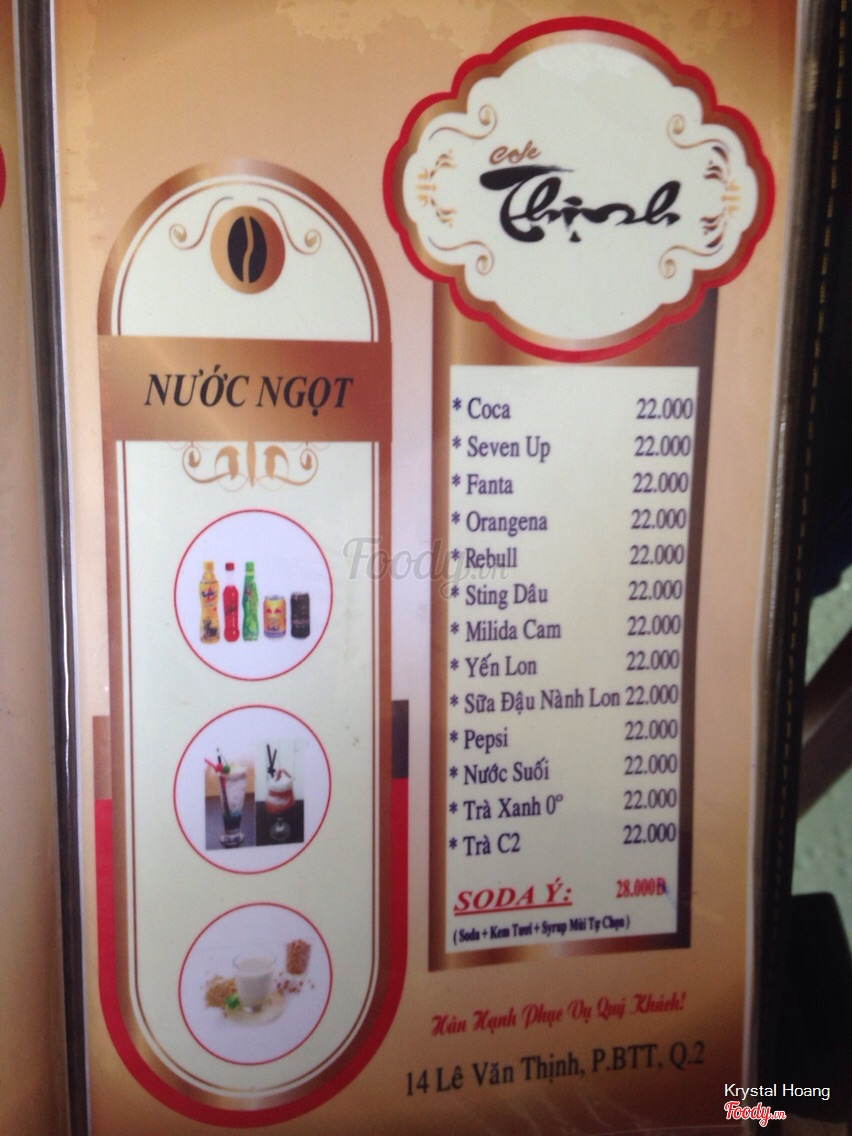 Cafe
Thịnh
NƯỚC NGỌT
* Coca 22.000
* Seven Up 22.000
* Fanta 22.000
* Orangena 22.000
* Rebull 22.000
* Sting Dâu 22.000
* Milida Cam 22.000
* Yến Lon 22.000
* Sữa Đậu Nành Lon 22.000
* Pepsi 22.000
* Nước Suối 22.000
* Trà Xanh 0° 22.000
* Trà C2 22.000
SODA Ý: 28.000Đ
( Soda + Kem Tươi + Syrup Mùi Tự Chọn )
Hân Hạnh Phục Vụ Quý Khách!
14 Lê Văn Thịnh, P.BTT, Q.2
Foody.vn
Krystal Hoang
Foody.vn